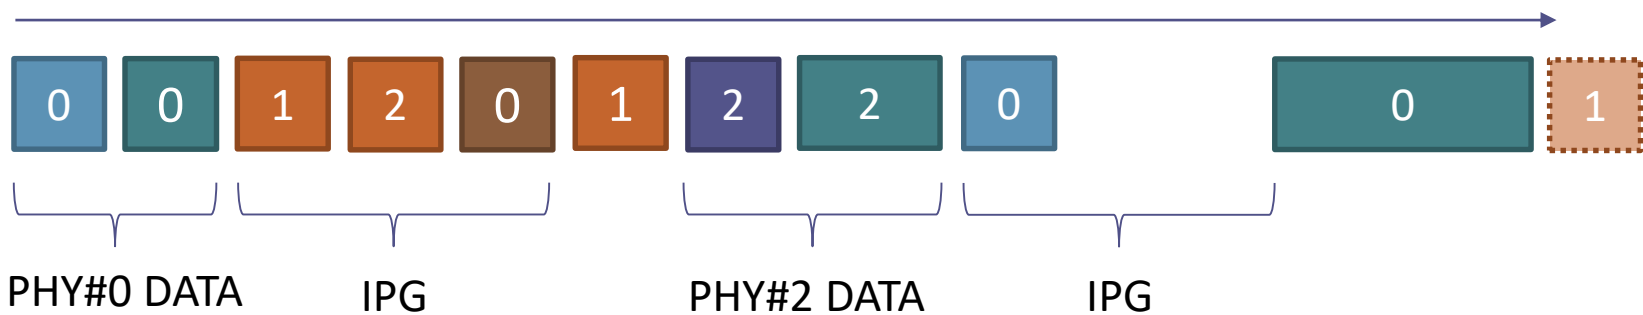 0 0 1 2 0 1 2 2 0 0 1
PHY#0 DATA IPG PHY#2 DATA IPG